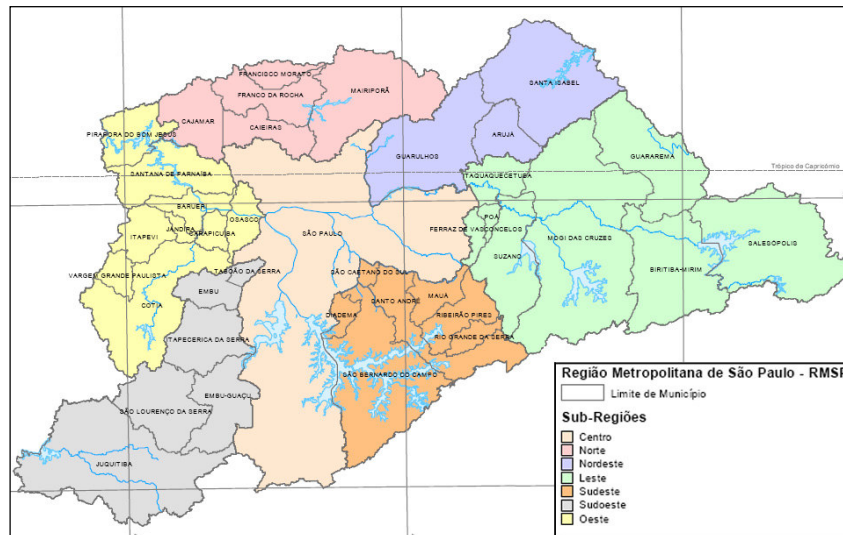 FRANCISCO MORATO
SANTA ISABEL
FRANCO DA ROCHA
MAIRIPORÃ
CAJAMAR
CAIEIRAS
PIRAPORA DO BOM JESUS
ARUJÁ
GUARULHOS
GUARAREMA
Trópico de Capricórnio
SANTANA DE PARNAÍBA
ITAQUAQUECETUBA
BARUERI
OSASCO
POÁ
JANDIRA
CARAPICUIBA
ITAPEVI
SÃO PAULO
FERRAZ DE VASCONCELOS
MOGI DAS CRUZES
SALESÓPOLIS
SUZANO
VARGEM GRANDE PAULISTA
TABOÃO DA SERRA
SÃO CAETANO DO SUL
BIRITIBA-MIRIM
EMBU
COTIA
MAUÁ
SANTO ANDRÉ
DIADEMA
RIBEIRÃO PIRES
TAPECERICA DA SERRA
RIO GRANDE DA SERRA
SÃO BERNARDO DO CAMPO
EMBU-GUAÇU
SÃO LOURENÇO DA SERRA
JUQUITIBA
Região Metropolitana de São Paulo - RMSP
Limite de Município
Sub-Regiões
Centro
Norte
Nordeste
Leste
Sudeste
Sudoeste
Oeste